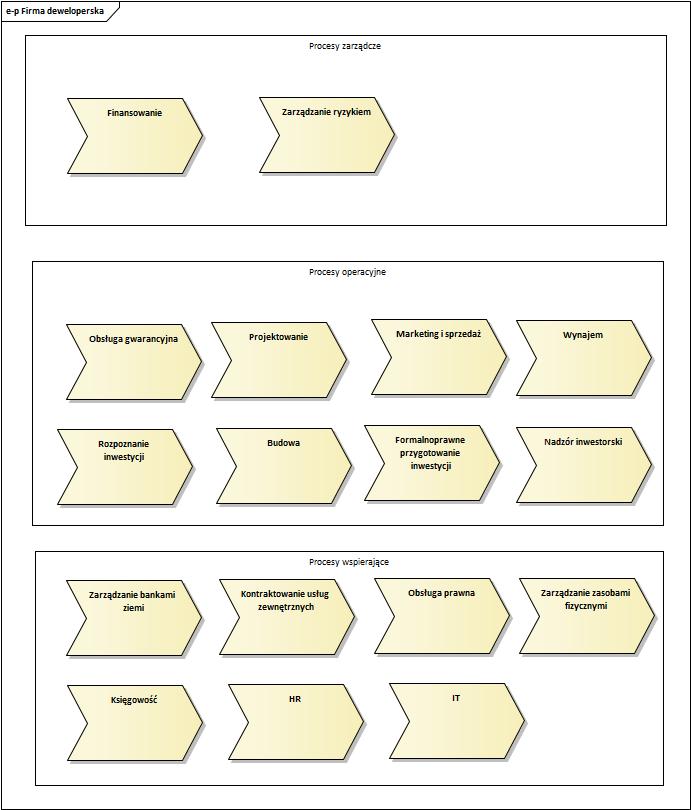 e-p Firma deweloperska
Procesy zarządcze
Finansowanie
Zarządzanie ryzykiem
Procesy operacyjne
Obsługa gwarancyjna
Projektowanie
Marketing i sprzedaż
Wynajem
Rozpoznanie
inwestycji
Budowa
Formalnoprawne
przygotowanie
inwestycji
Nadzór inwestorski
Procesy wspierające
Zarządzanie bankami
ziemi
Kontraktowanie usług
zewnętrznych
Obsługa prawna
Zarządzanie zasobami
fizycznymi
Księgowość
HR
IT